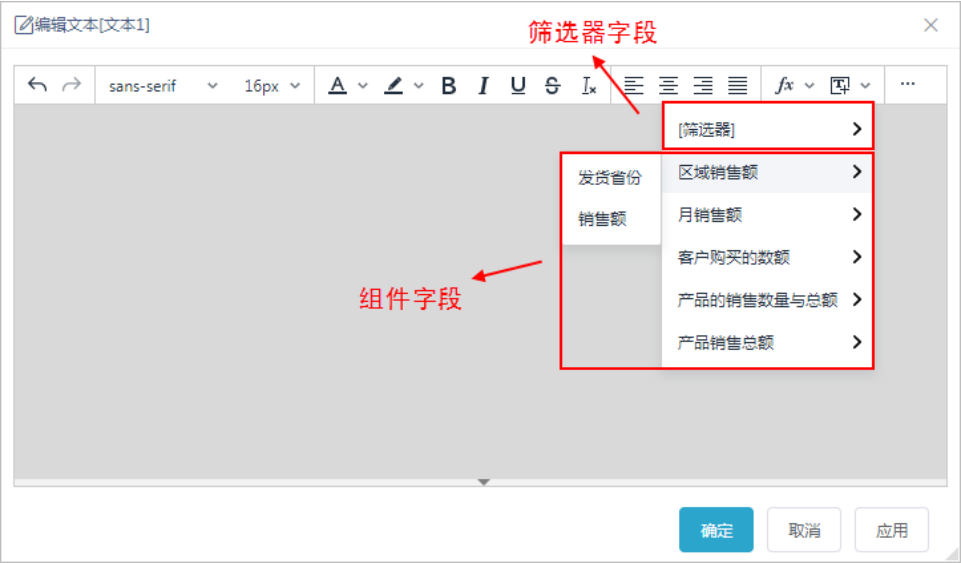 编辑文本[文本1]
筛选器字段
sans-serif 16px A B I U S Ix fx T ...
[筛选器]
区域销售额
发货省份
月销售额
销售额
客户购买的数额
组件字段
产品的销售数量与总额
产品销售总额
确定 取消 应用